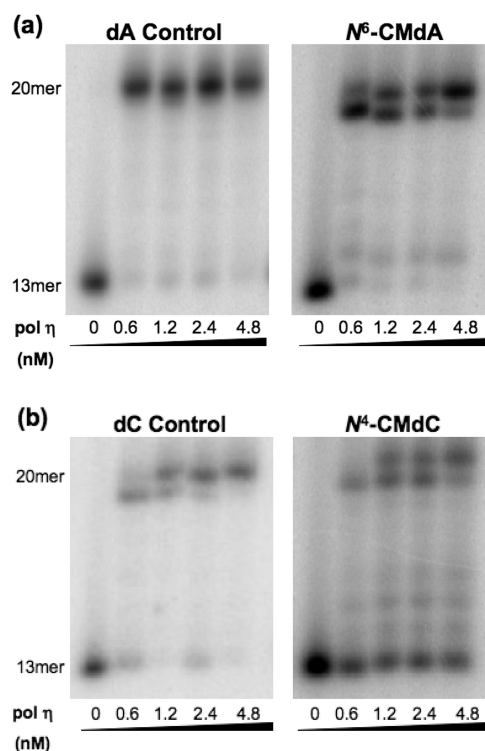 (a)
dA Control N⁶-CMdA
20mer
13mer
pol η 0 0.6 1.2 2.4 4.8 0 0.6 1.2 2.4 4.8
(nM)
(b)
dC Control N⁴-CMdC
20mer
13mer
pol η 0 0.6 1.2 2.4 4.8 0 0.6 1.2 2.4 4.8
(nM)